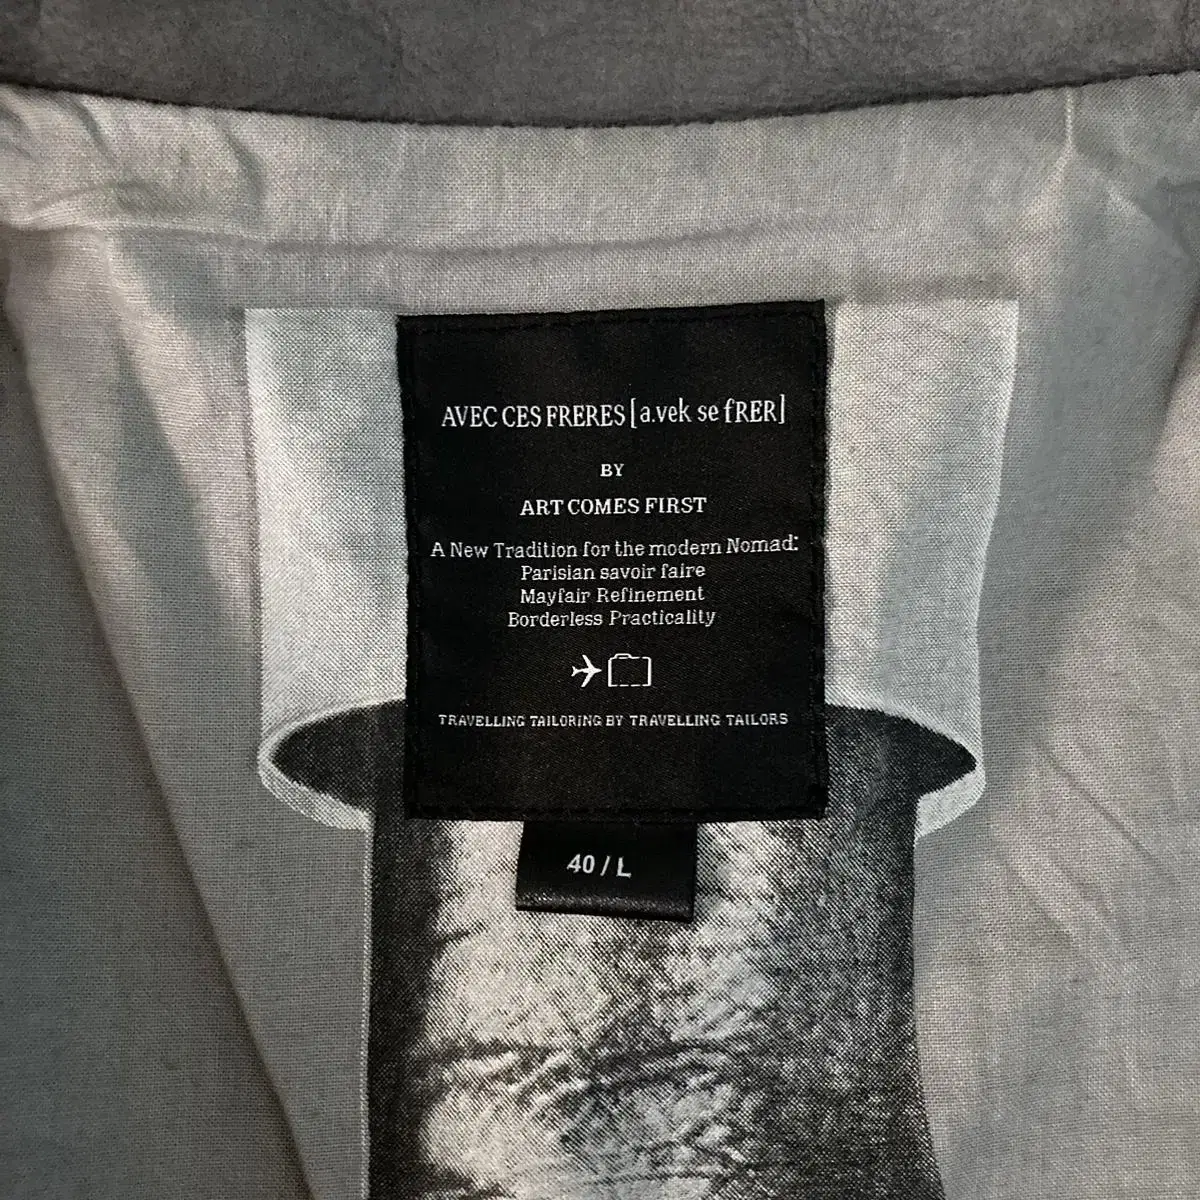 AVEC CES FRERES [a.vek se fRER]
BY
ART COMES FIRST
A New Tradition for the modern Nomad:
Parisian savoir faire
Mayfair Refinement
Borderless Practicality
TRAVELLING TAILORING BY TRAVELLING TAILORS
40 / L